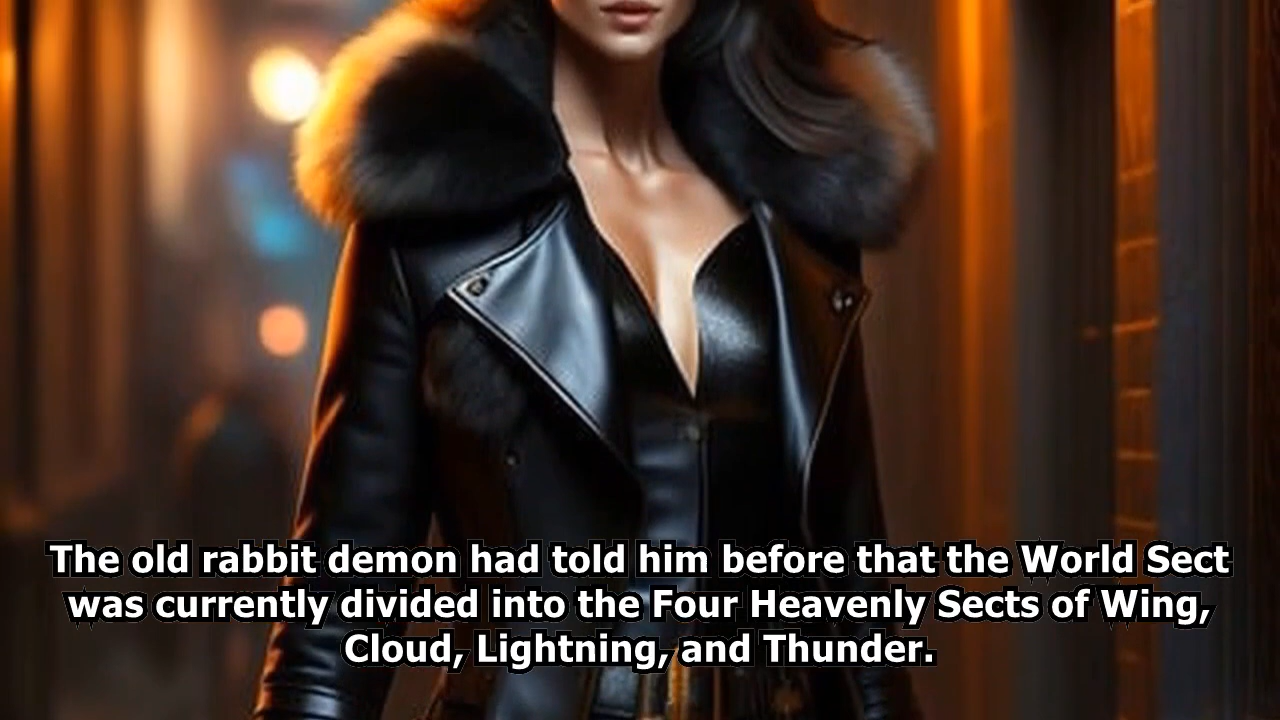 The old rabbit demon had told him before that the World Sect
was currently divided into the Four Heavenly Sects of Wing,
Cloud, Lightning, and Thunder.